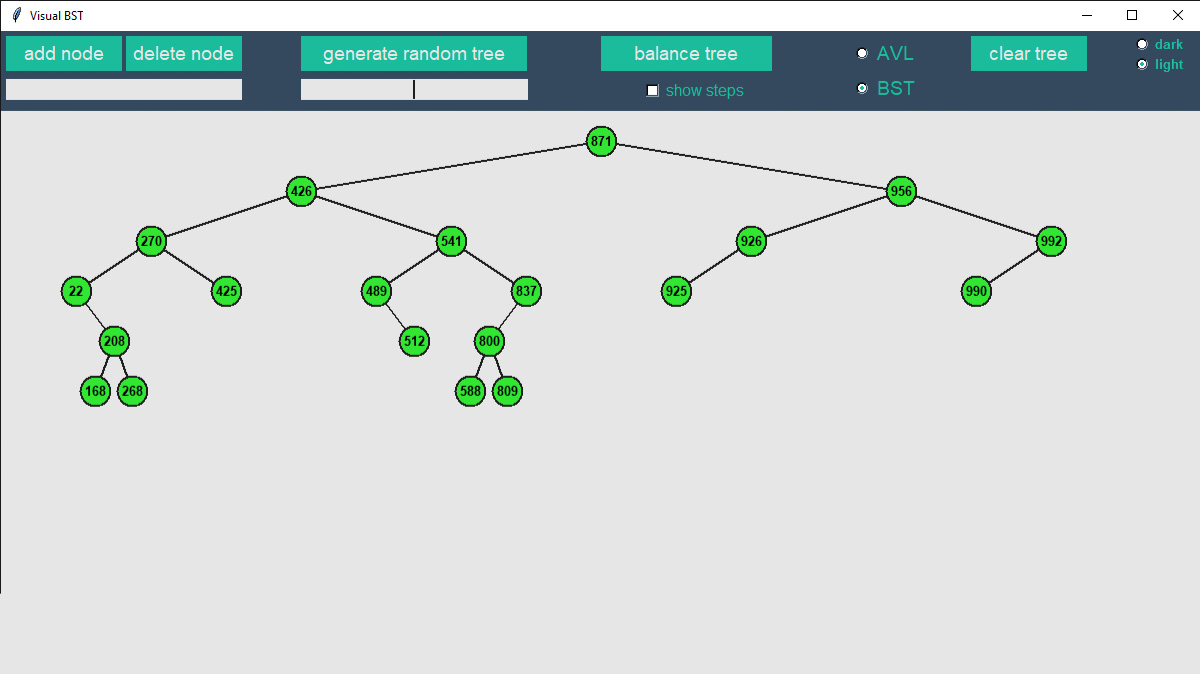 Visual BST
add node delete node generate random tree balance tree AVL clear tree dark
light
show steps BST
871
426 956
270 541 926 992
22 425 489 837 925 990
208 512 800
168 268 588 809